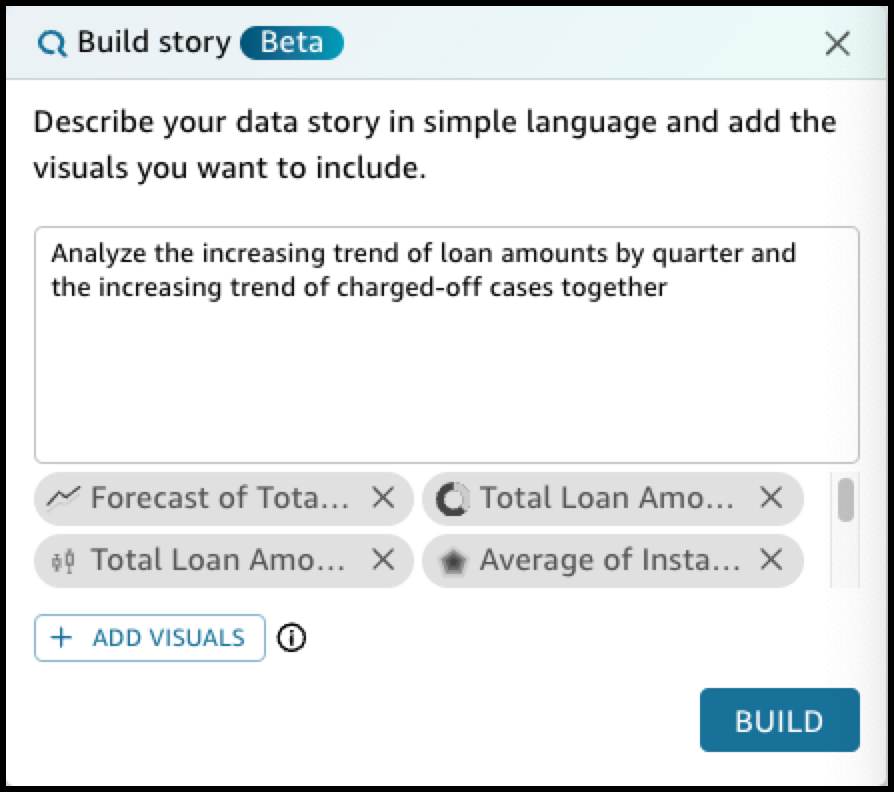 Build story Beta
Describe your data story in simple language and add the
visuals you want to include.
Analyze the increasing trend of loan amounts by quarter and
the increasing trend of charged-off cases together
Forecast of Tota... Total Loan Amo...
Total Loan Amo... Average of Insta...
+ ADD VISUALS
BUILD